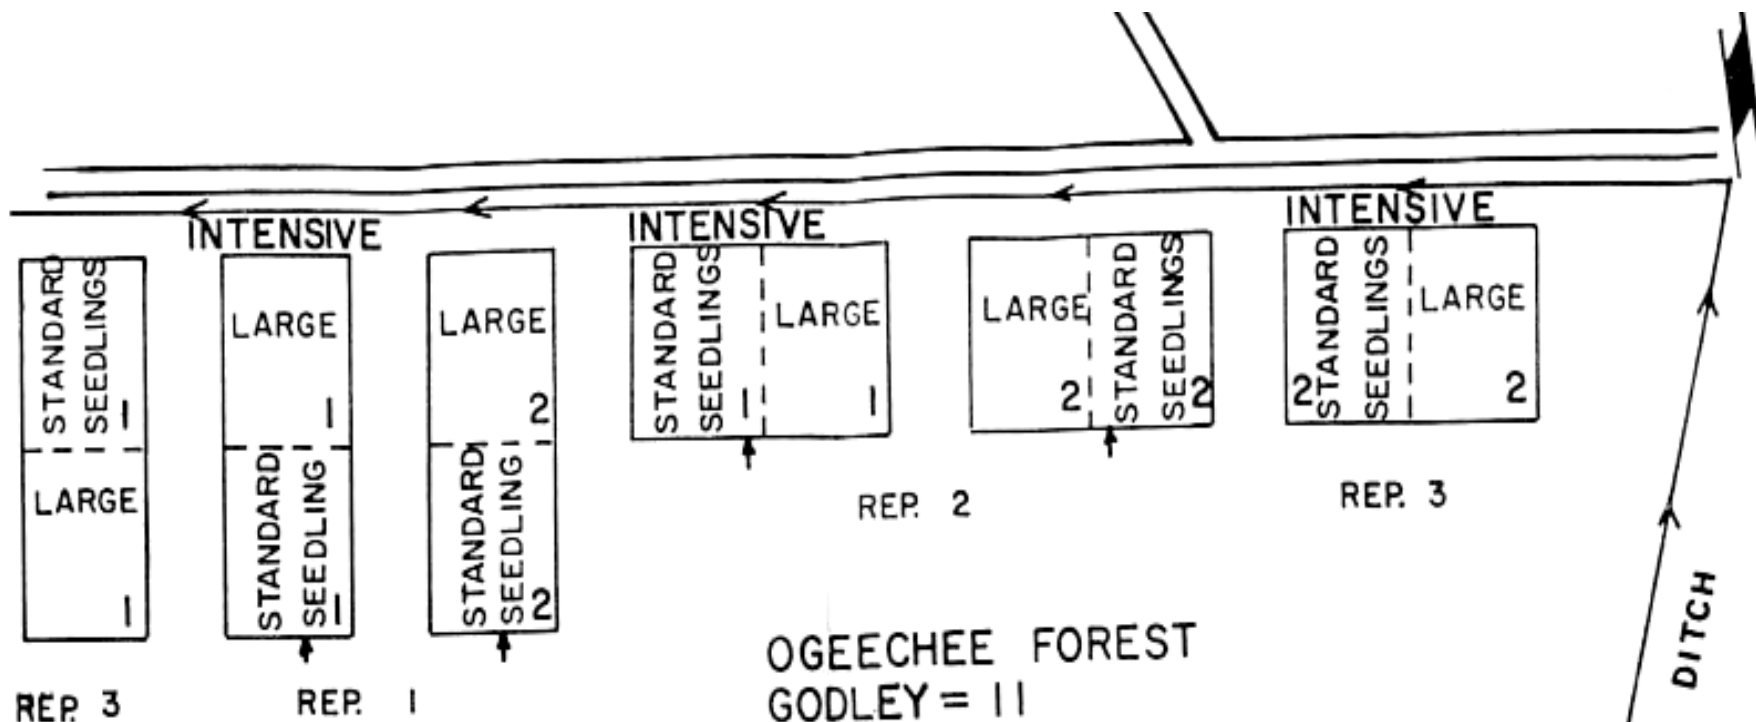 INTENSIVE
INTENSIVE
INTENSIVE
STANDARD
SEEDLINGS
1
LARGE
1
LARGE
1
STANDARD
SEEDLING
1
LARGE
2
STANDARD
SEEDLING
2
STANDARD
SEEDLINGS
1
LARGE
1
LARGE
2
STANDARD
SEEDLINGS
2
STANDARD
SEEDLINGS
2
LARGE
2
REP. 3
REP. 1
REP. 2
REP. 3
OGEECHEE FOREST
GODLEY = 11
DITCH